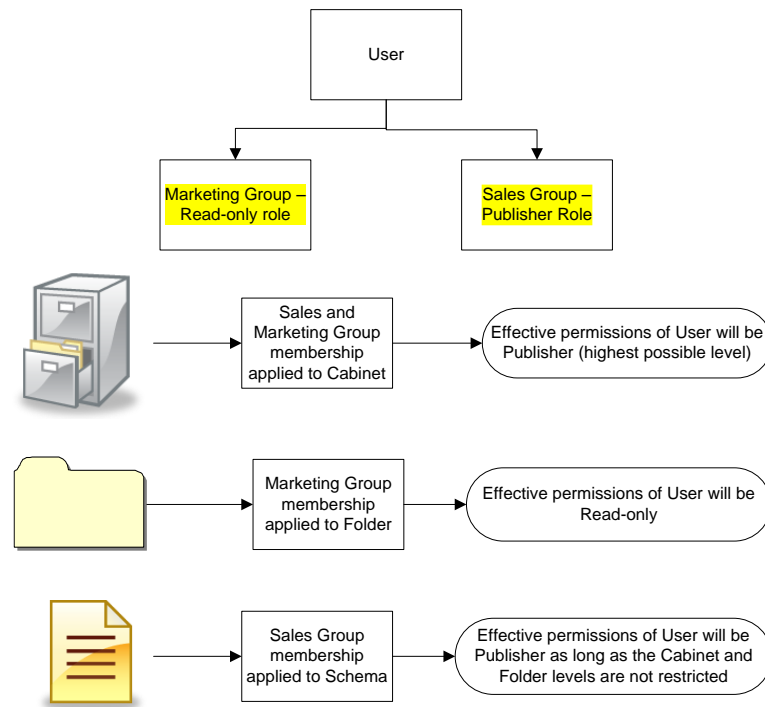 User
Marketing Group –
Read-only role
Sales Group –
Publisher Role
Sales and
Marketing Group
membership
applied to Cabinet
Effective permissions of User will be
Publisher (highest possible level)
Marketing Group
membership
applied to Folder
Effective permissions of User will be
Read-only
Sales Group
membership
applied to Schema
Effective permissions of User will be
Publisher as long as the Cabinet and
Folder levels are not restricted